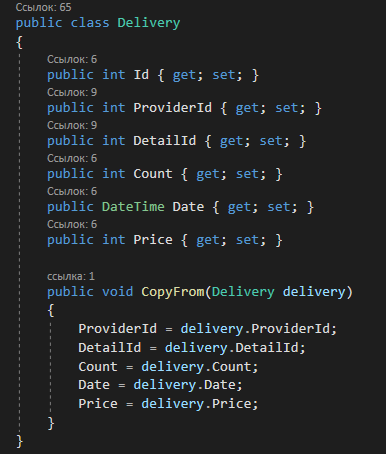 Ссылок: 65
public class Delivery
{
Ссылок: 6
public int Id { get; set; }
Ссылок: 9
public int ProviderId { get; set; }
Ссылок: 9
public int DetailId { get; set; }
Ссылок: 6
public int Count { get; set; }
Ссылок: 6
public DateTime Date { get; set; }
Ссылок: 6
public int Price { get; set; }
ссылка: 1
public void CopyFrom(Delivery delivery)
{
ProviderId = delivery.ProviderId;
DetailId = delivery.DetailId;
Count = delivery.Count;
Date = delivery.Date;
Price = delivery.Price;
}
}